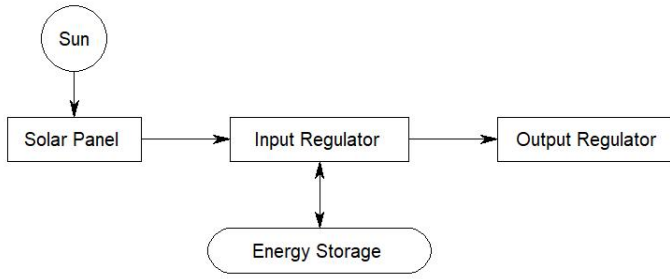 Sun
Solar Panel
Input Regulator
Output Regulator
Energy Storage